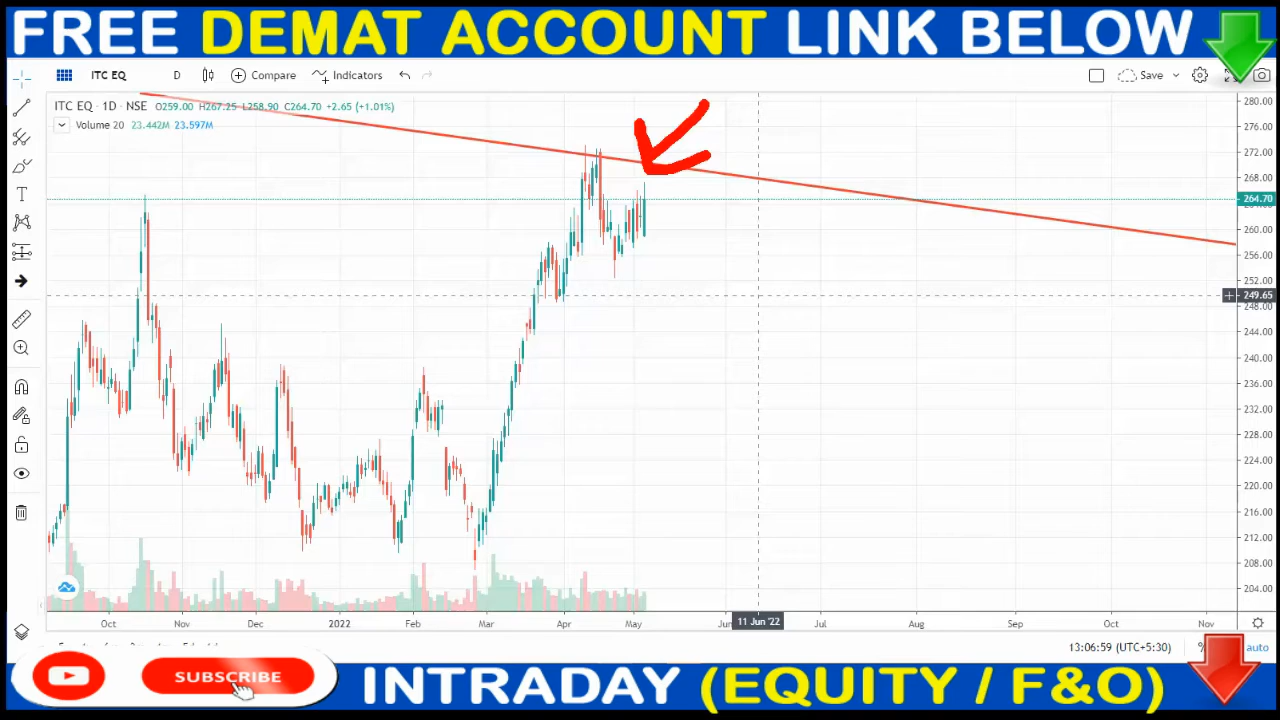 FREE DEMAT ACCOUNT LINK BELOW
ITC EQ D Compare Indicators Save
ITC EQ · 1D · NSE O259.00 H267.25 L258.90 C264.70 +2.65 (+1.01%)
Volume 20 23.442M 23.597M
280.00
276.00
272.00
268.00
264.70
260.00
256.00
252.00
249.65
248.00
244.00
240.00
236.00
232.00
228.00
224.00
220.00
216.00
212.00
208.00
204.00
Oct Nov Dec 2022 Feb Mar Apr May Jun 11 Jun '22 Jul Aug Sep Oct Nov
13:06:59 (UTC+5:30) % auto
SUBSCRIBE
INTRADAY (EQUITY / F&O)